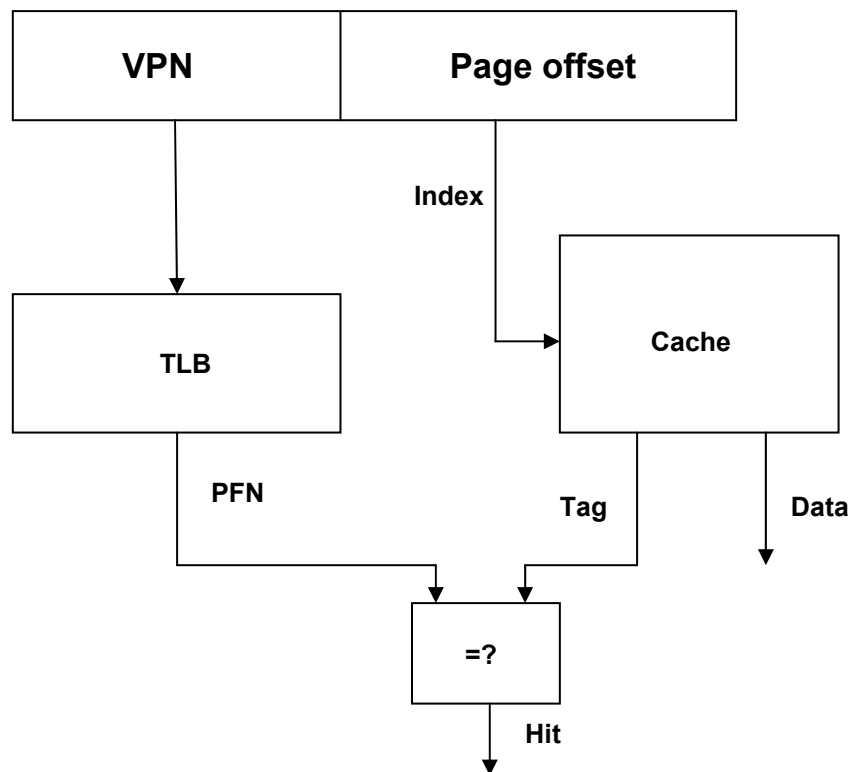 VPN
Page offset
Index
Cache
TLB
PFN
Tag
Data
=?
Hit